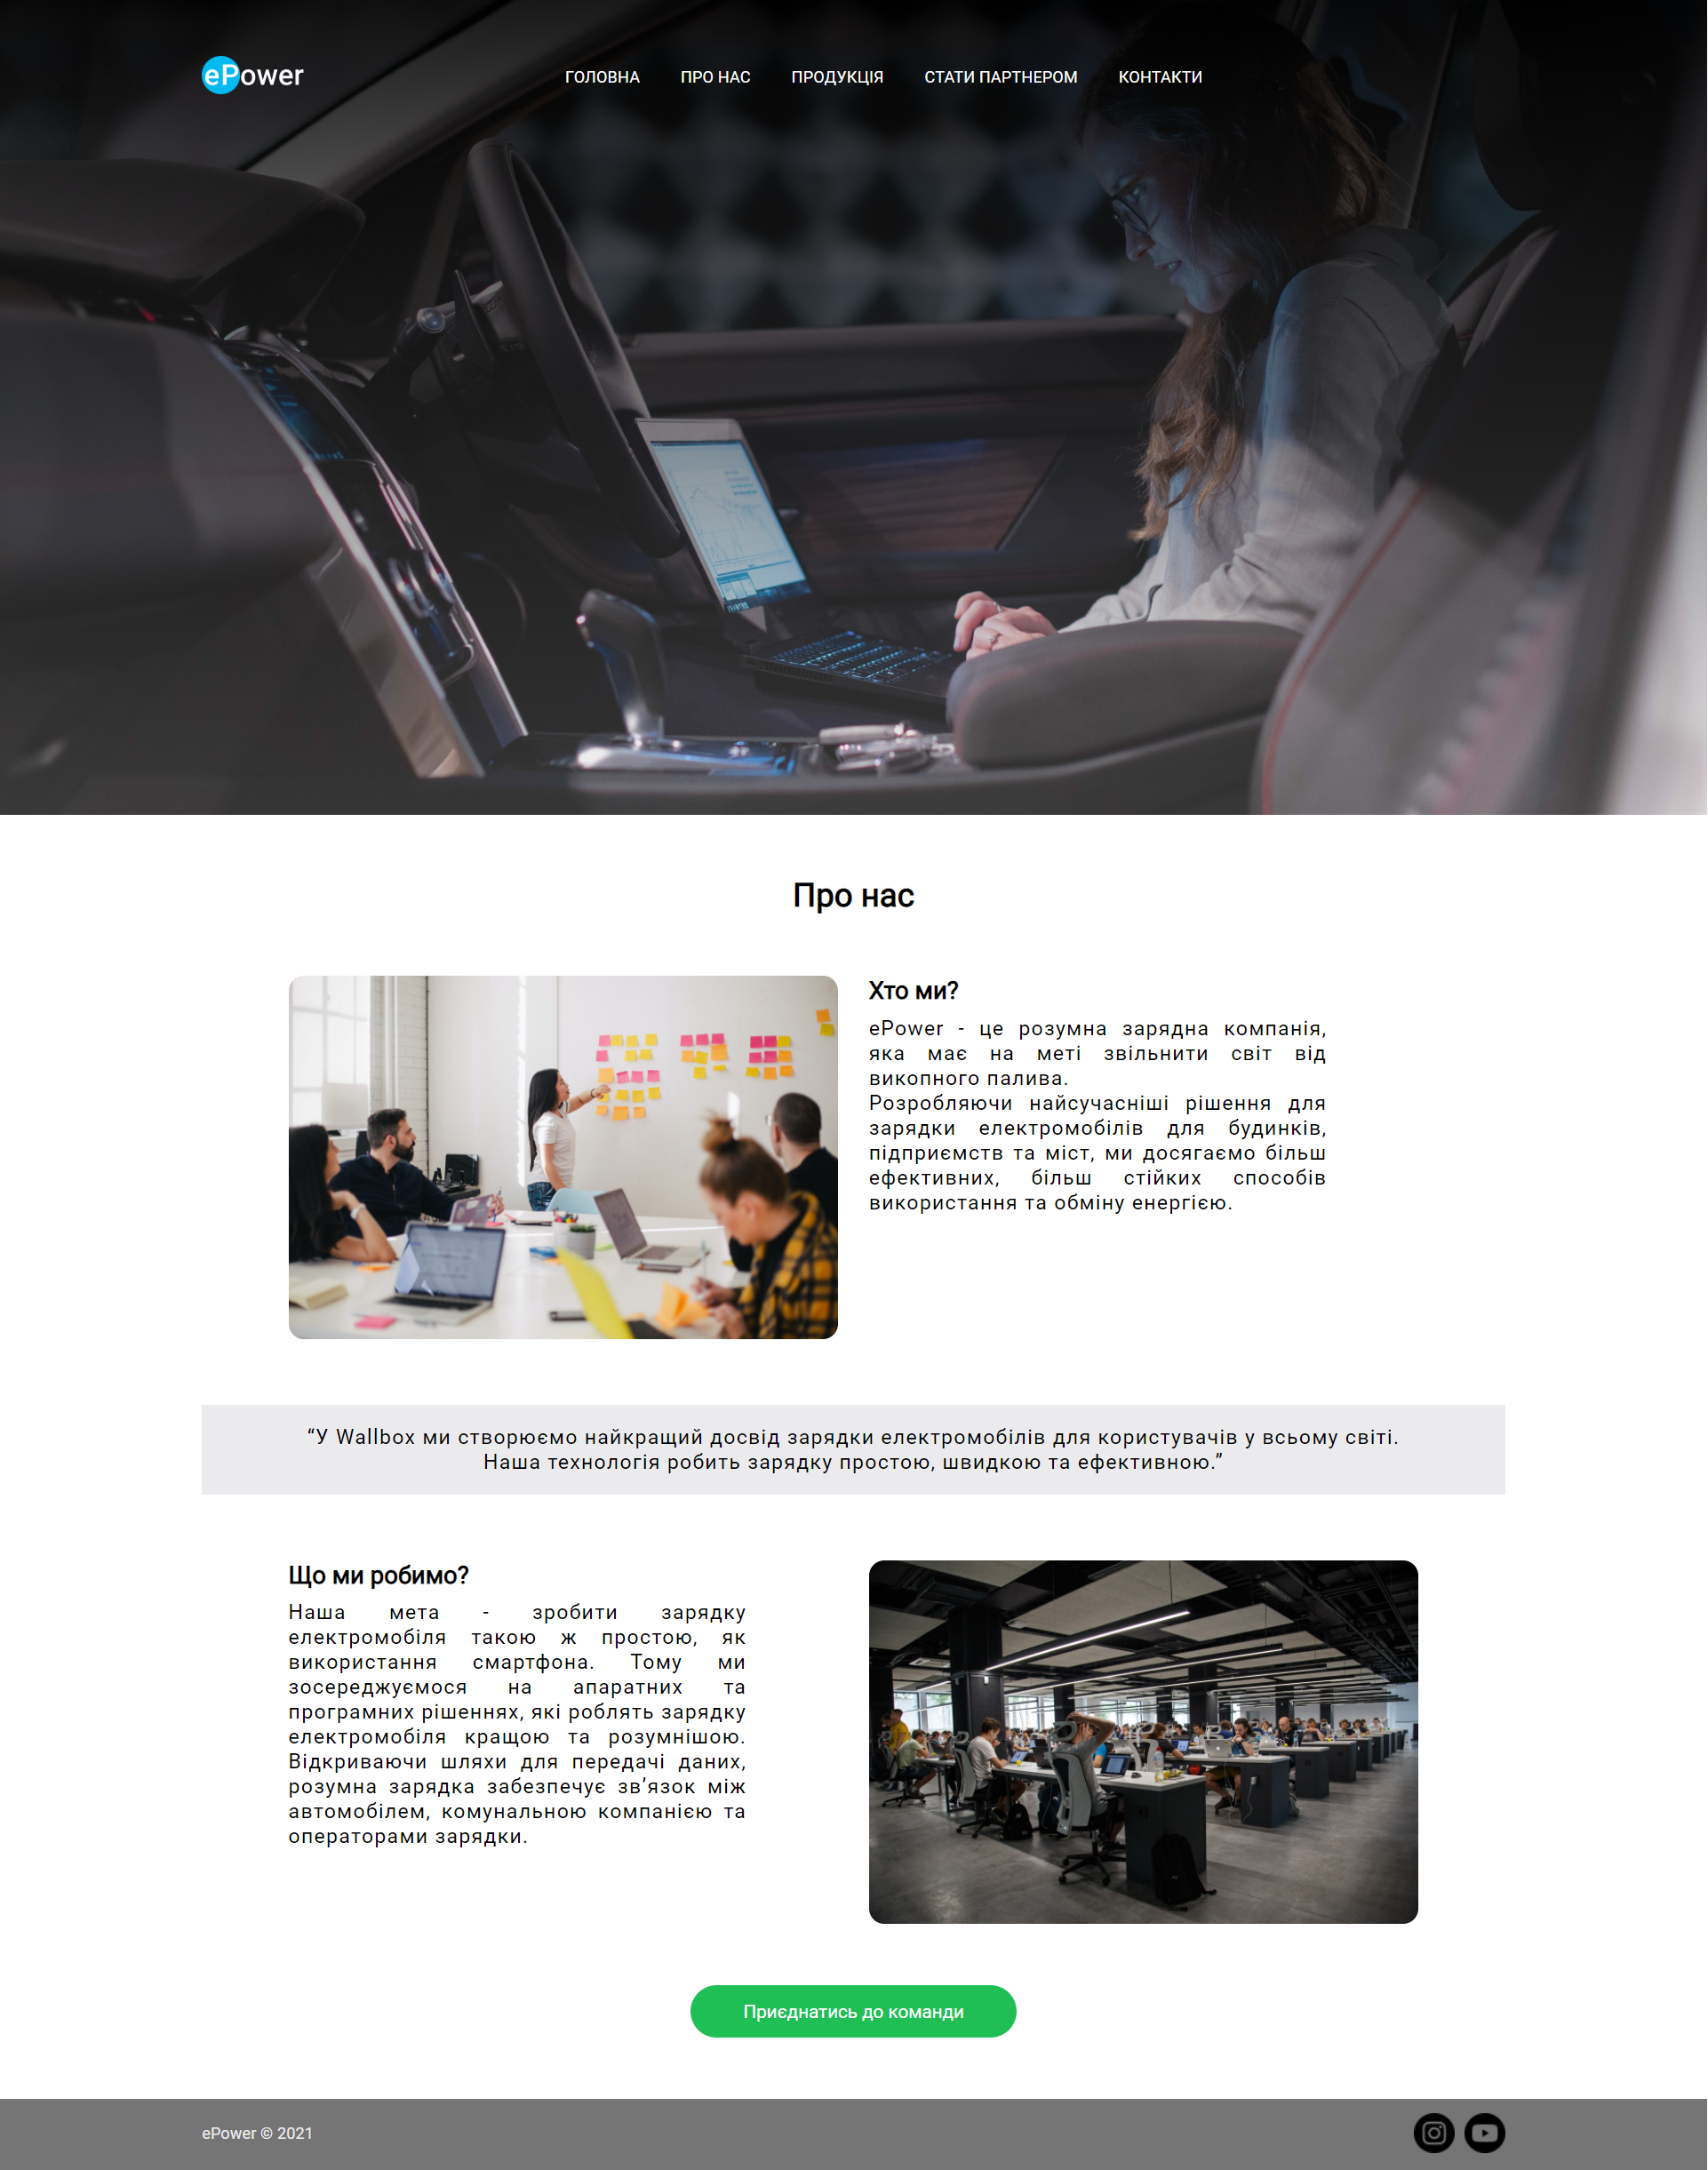 ePower
ГОЛОВНА ПРО НАС ПРОДУКЦІЯ СТАТИ ПАРТНЕРОМ КОНТАКТИ
Про нас
Хто ми?
ePower - це розумна зарядна компанія,
яка має на меті звільнити світ від
викопного палива.
Розробляючи найсучасніші рішення для
зарядки електромобілів для будинків,
підприємств та міст, ми досягаємо більш
ефективних, більш стійких способів
використання та обміну енергією.
“У Wallbox ми створюємо найкращий досвід зарядки електромобілів для користувачів у всьому світі.
Наша технологія робить зарядку простою, швидкою та ефективною.”
Що ми робимо?
Наша мета - зробити зарядку
електромобіля такою ж простою, як
використання смартфона. Тому ми
зосереджуємося на апаратних та
програмних рішеннях, які роблять зарядку
електромобіля кращою та розумнішою.
Відкриваючи шляхи для передачі даних,
розумна зарядка забезпечує зв’язок між
автомобілем, комунальною компанією та
операторами зарядки.
Приєднатись до команди
ePower © 2021